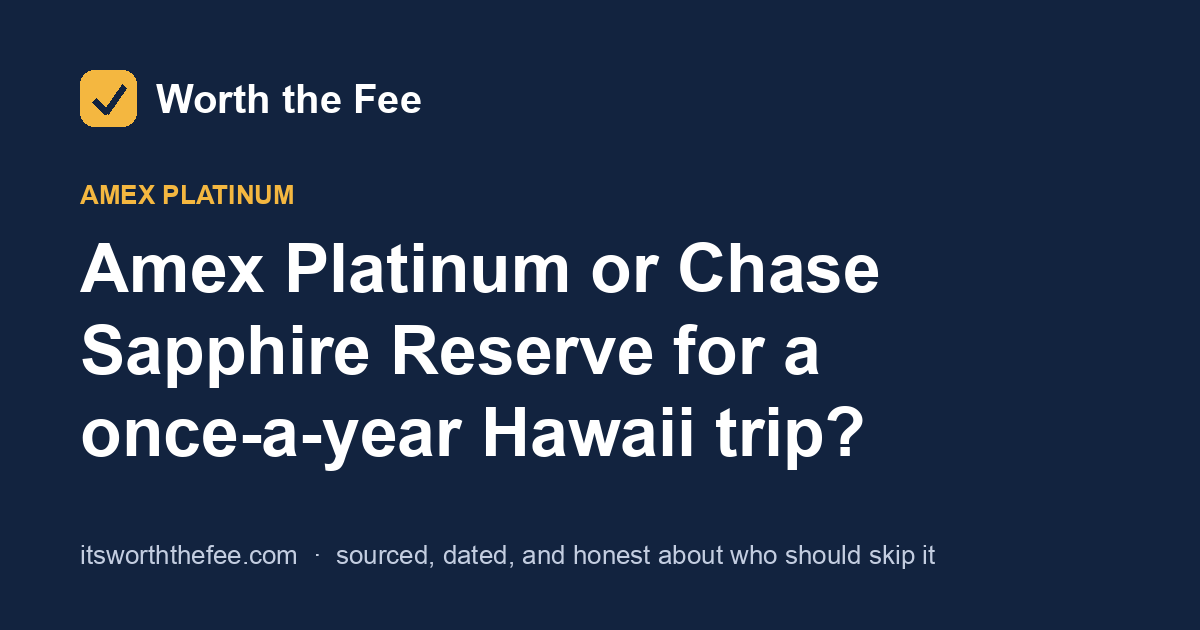 Worth the Fee
AMEX PLATINUM
Amex Platinum or Chase
Sapphire Reserve for a
once-a-year Hawaii trip?
itsworththefee.com · sourced, dated, and honest about who should skip it